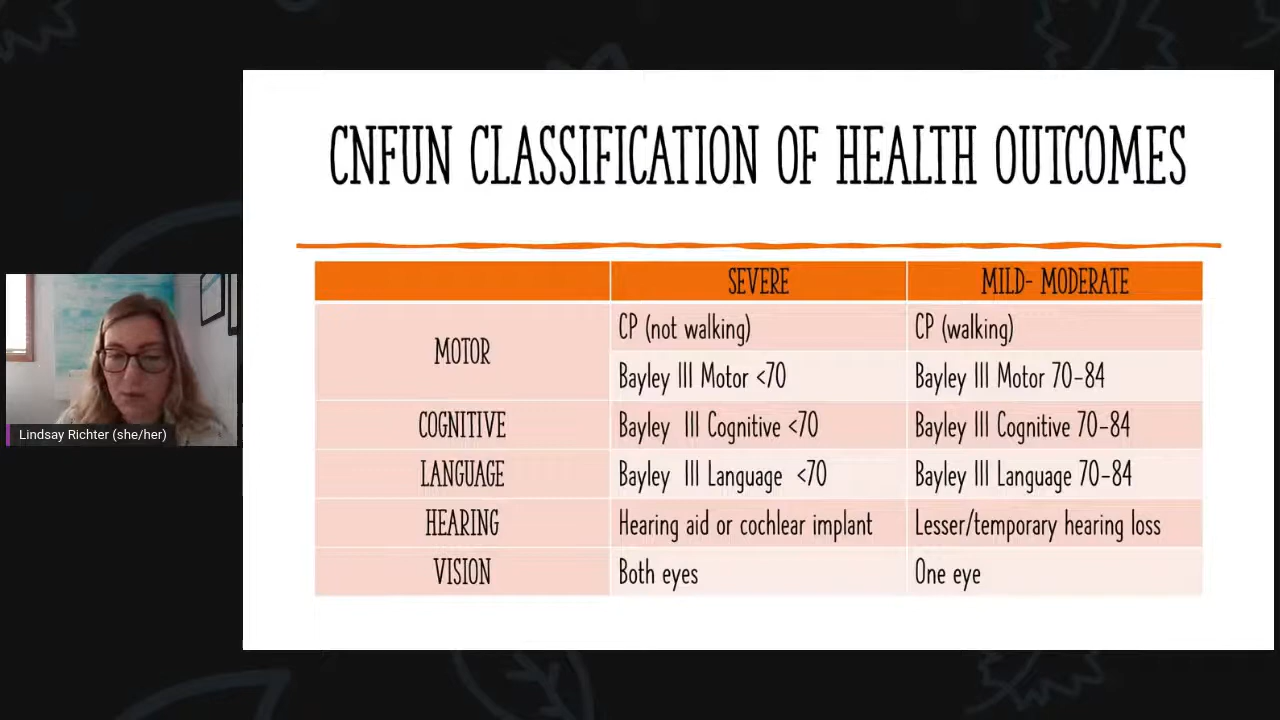 CNFUN CLASSIFICATION OF HEALTH OUTCOMES
SEVERE
MILD- MODERATE
MOTOR
CP (not walking)
CP (walking)
Bayley III Motor <70
Bayley III Motor 70-84
COGNITIVE
Bayley III Cognitive <70
Bayley III Cognitive 70-84
LANGUAGE
Bayley III Language <70
Bayley III Language 70-84
HEARING
Hearing aid or cochlear implant
Lesser/temporary hearing loss
VISION
Both eyes
One eye
Lindsay Richter (she/her)